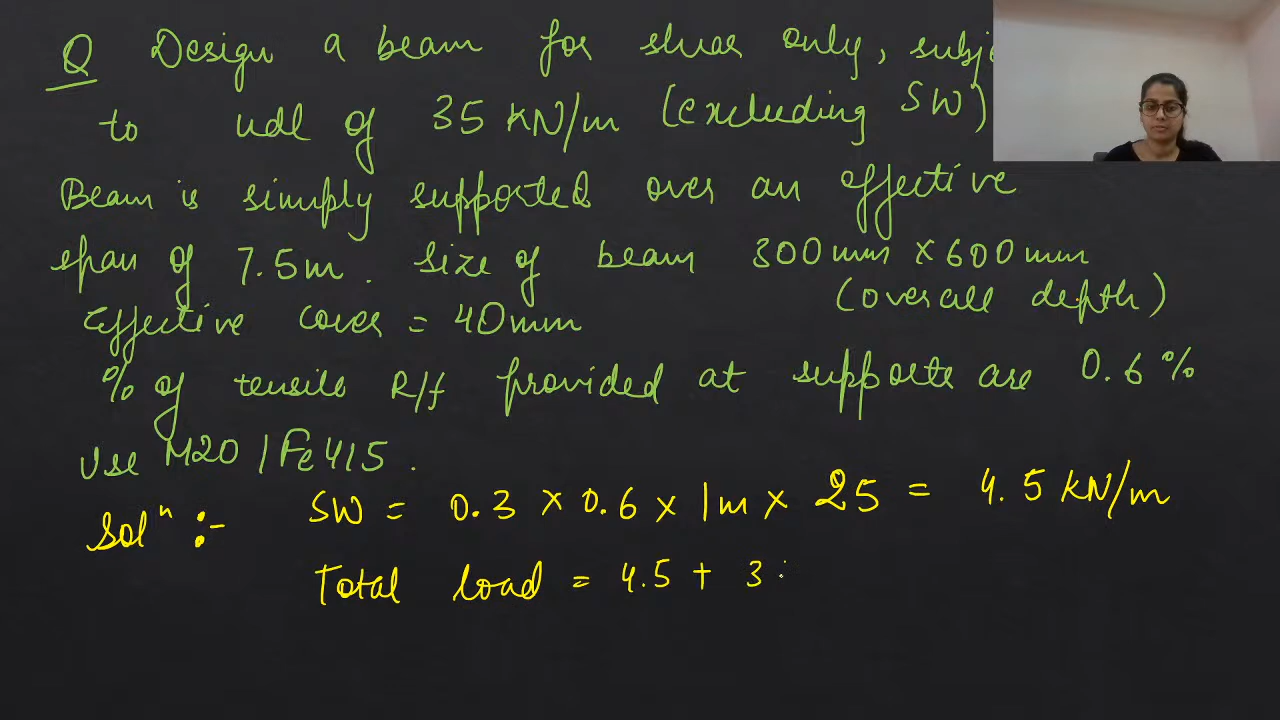 Q Design a beam for shear only,
to udl of 35 KN/m (excluding SW)
Beam is simply supported over an effective
span of 7.5m. size of beam 300mm × 600mm
(overall depth)
Effective cover = 40mm
% of tensile R/f provided at supports are 0.6%
Use M20/Fe415.
Solⁿ :- SW = 0.3 × 0.6 × 1m × 25 = 4.5 KN/m
Total load = 4.5 + 3